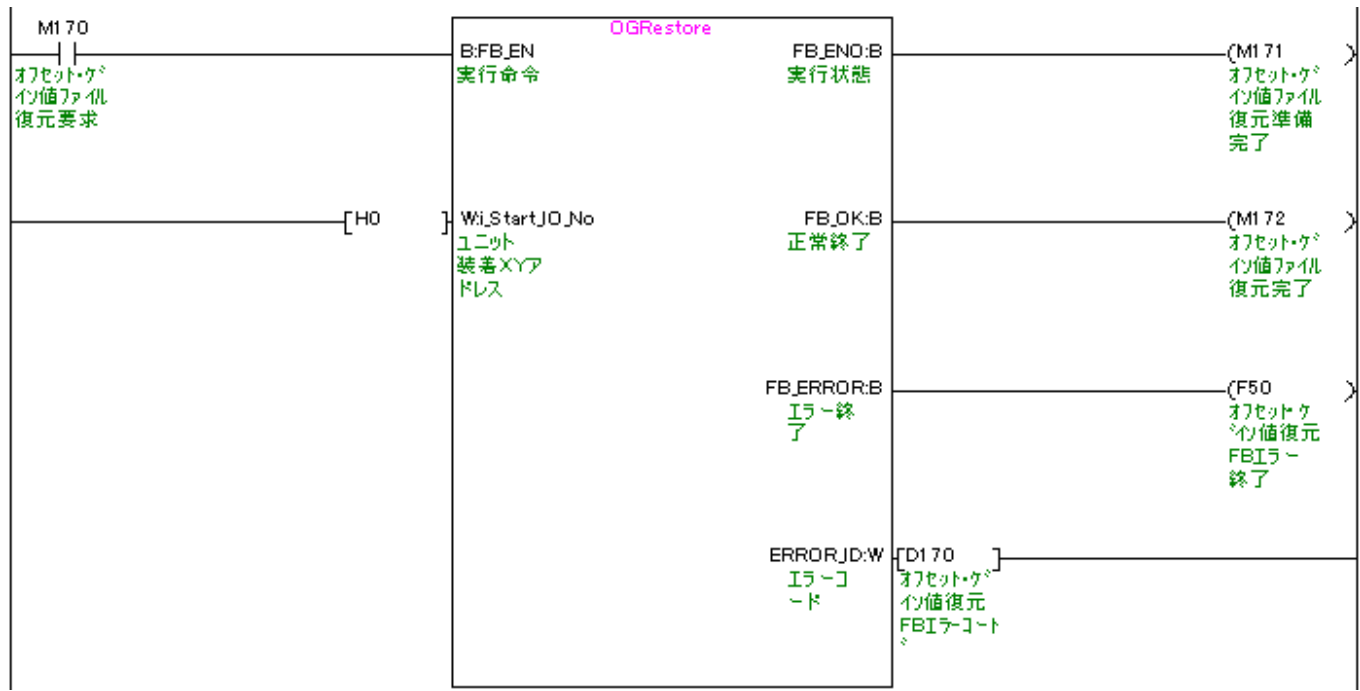 M170
オフセット・ゲ
イン値ファイル
復元要求
OGRestore
B:FB_EN
実行命令
FB_ENO:B
実行状態
(M171 )
オフセット・ゲ
イン値ファイル
復元準備
完了
[H0 ]
W:i_Start_IO_No
ユニット
装着XYア
ドレス
FB_OK:B
正常終了
(M172 )
オフセット・ゲ
イン値ファイル
復元完了
FB_ERROR:B
エラー終
了
(F50 )
オフセット・ケ
゙イン値復元
FBエラー
終了
ERROR_ID:W
エラーコ
ード
[D170 ]
オフセット・ゲ
イン値復元
FBエラーコート
゙